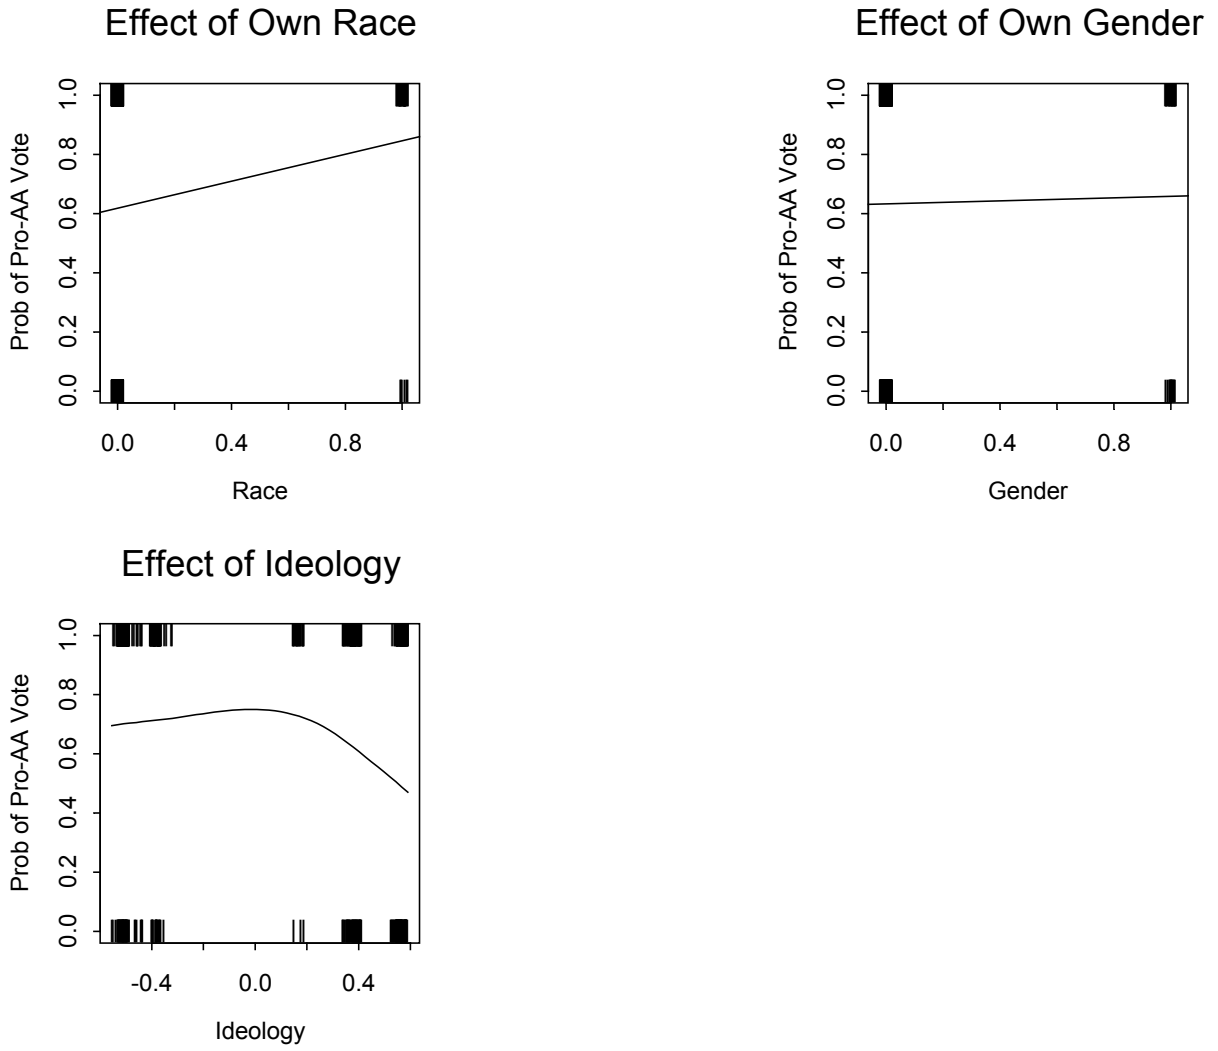 Effect of Own Race
Prob of Pro-AA Vote
1.0
0.8
0.6
0.4
0.2
0.0
0.0 0.4 0.8
Race
Effect of Own Gender
Prob of Pro-AA Vote
1.0
0.8
0.6
0.4
0.2
0.0
0.0 0.4 0.8
Gender
Effect of Ideology
Prob of Pro-AA Vote
1.0
0.8
0.6
0.4
0.2
0.0
-0.4 0.0 0.4
Ideology